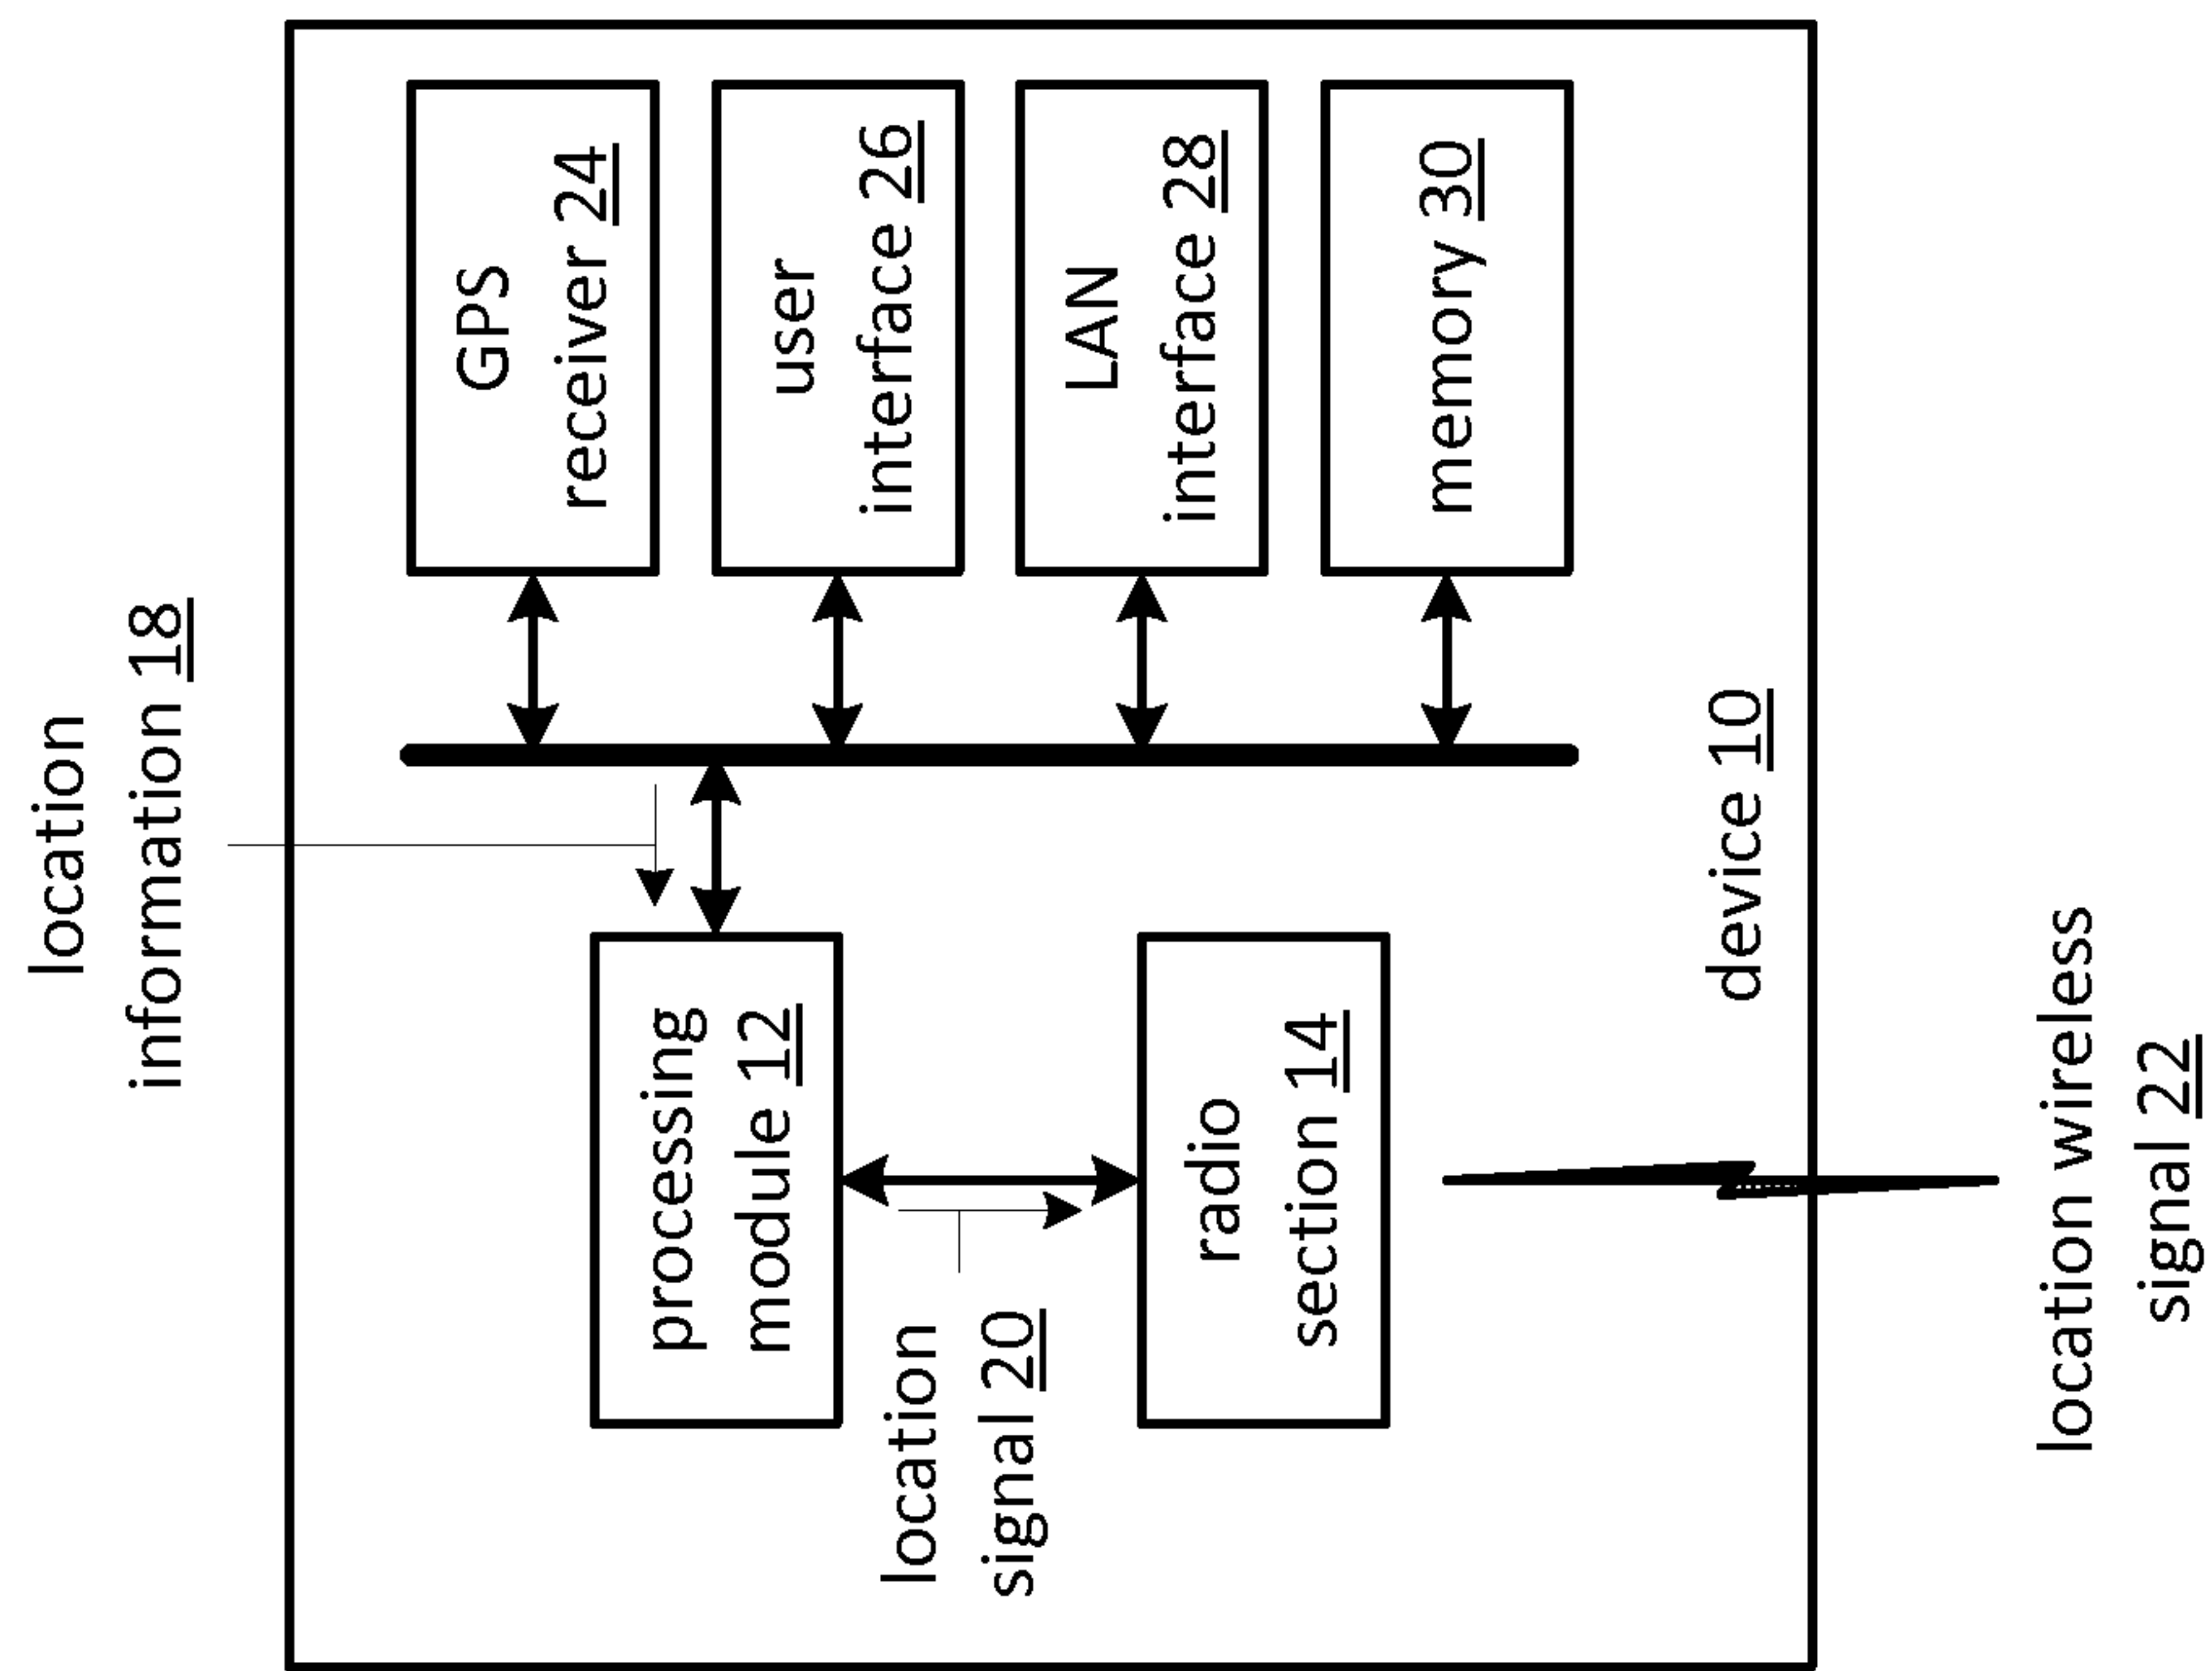 location
information 18
GPS
receiver 24
user
interface 26
LAN
interface 28
memory 30
processing
module 12
location
signal 20
radio
section 14
device 10
location wireless
signal 22